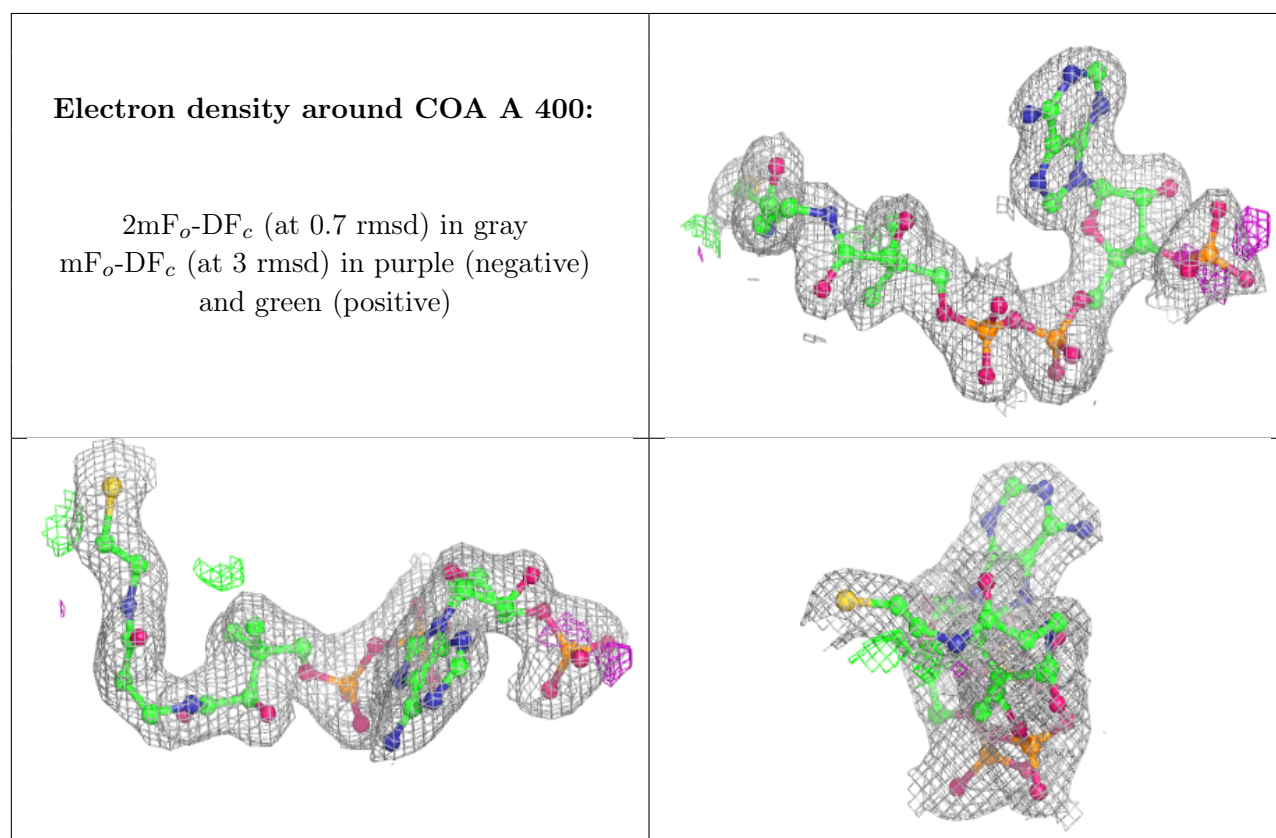 Electron density around COA A 400:
2mFo-DFc (at 0.7 rmsd) in gray
mFo-DFc (at 3 rmsd) in purple (negative)
and green (positive)